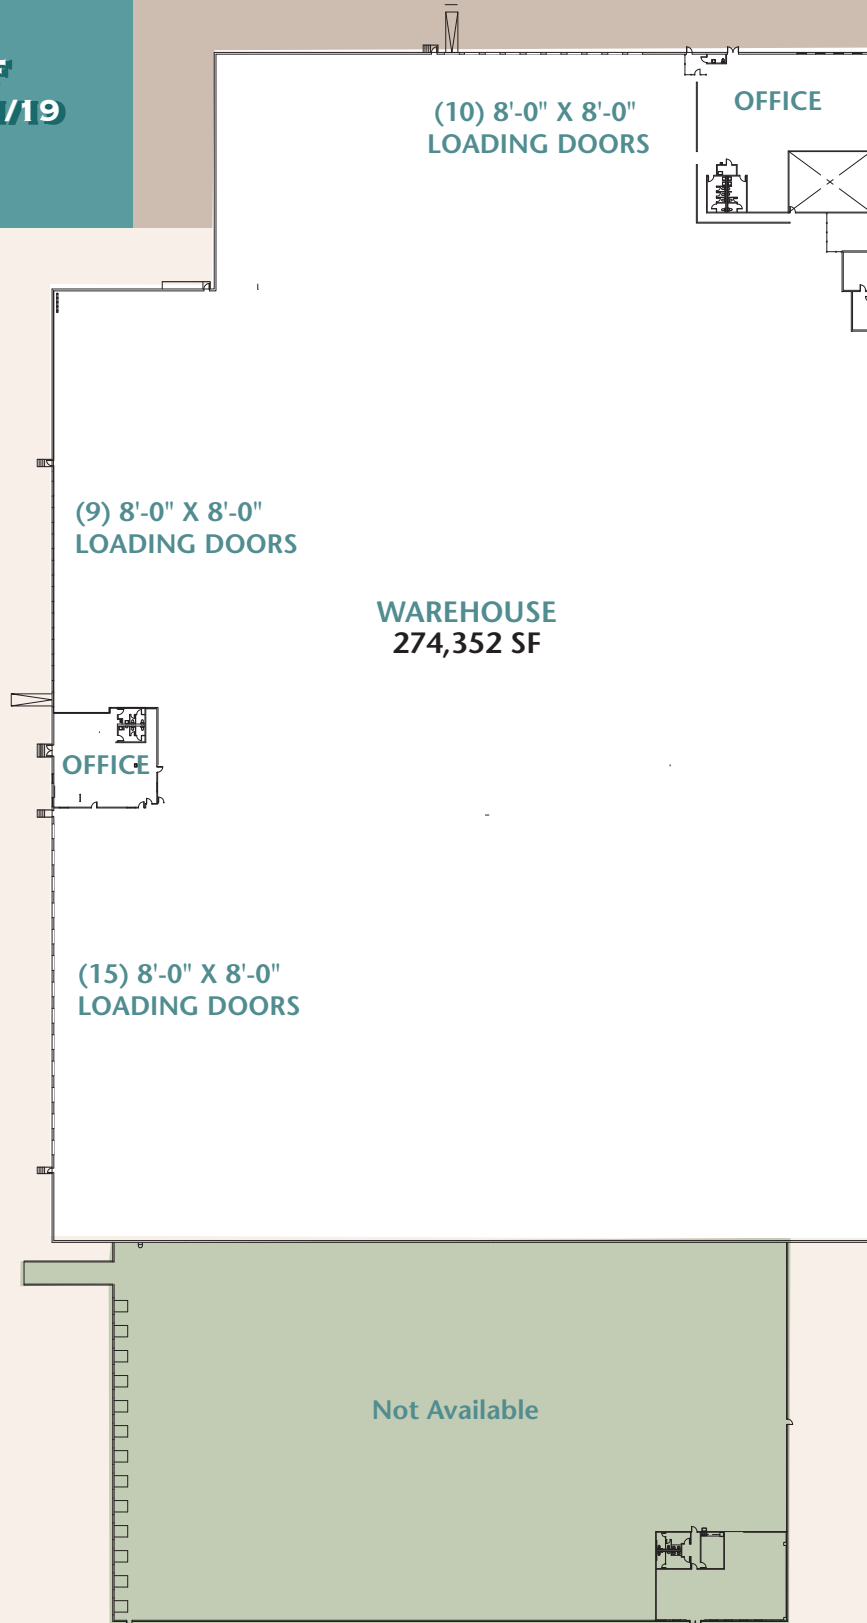 /19
(10) 8'-0" X 8'-0"
LOADING DOORS
OFFICE
(9) 8'-0" X 8'-0"
LOADING DOORS
WAREHOUSE
274,352 SF
OFFICE
(15) 8'-0" X 8'-0"
LOADING DOORS
Not Available